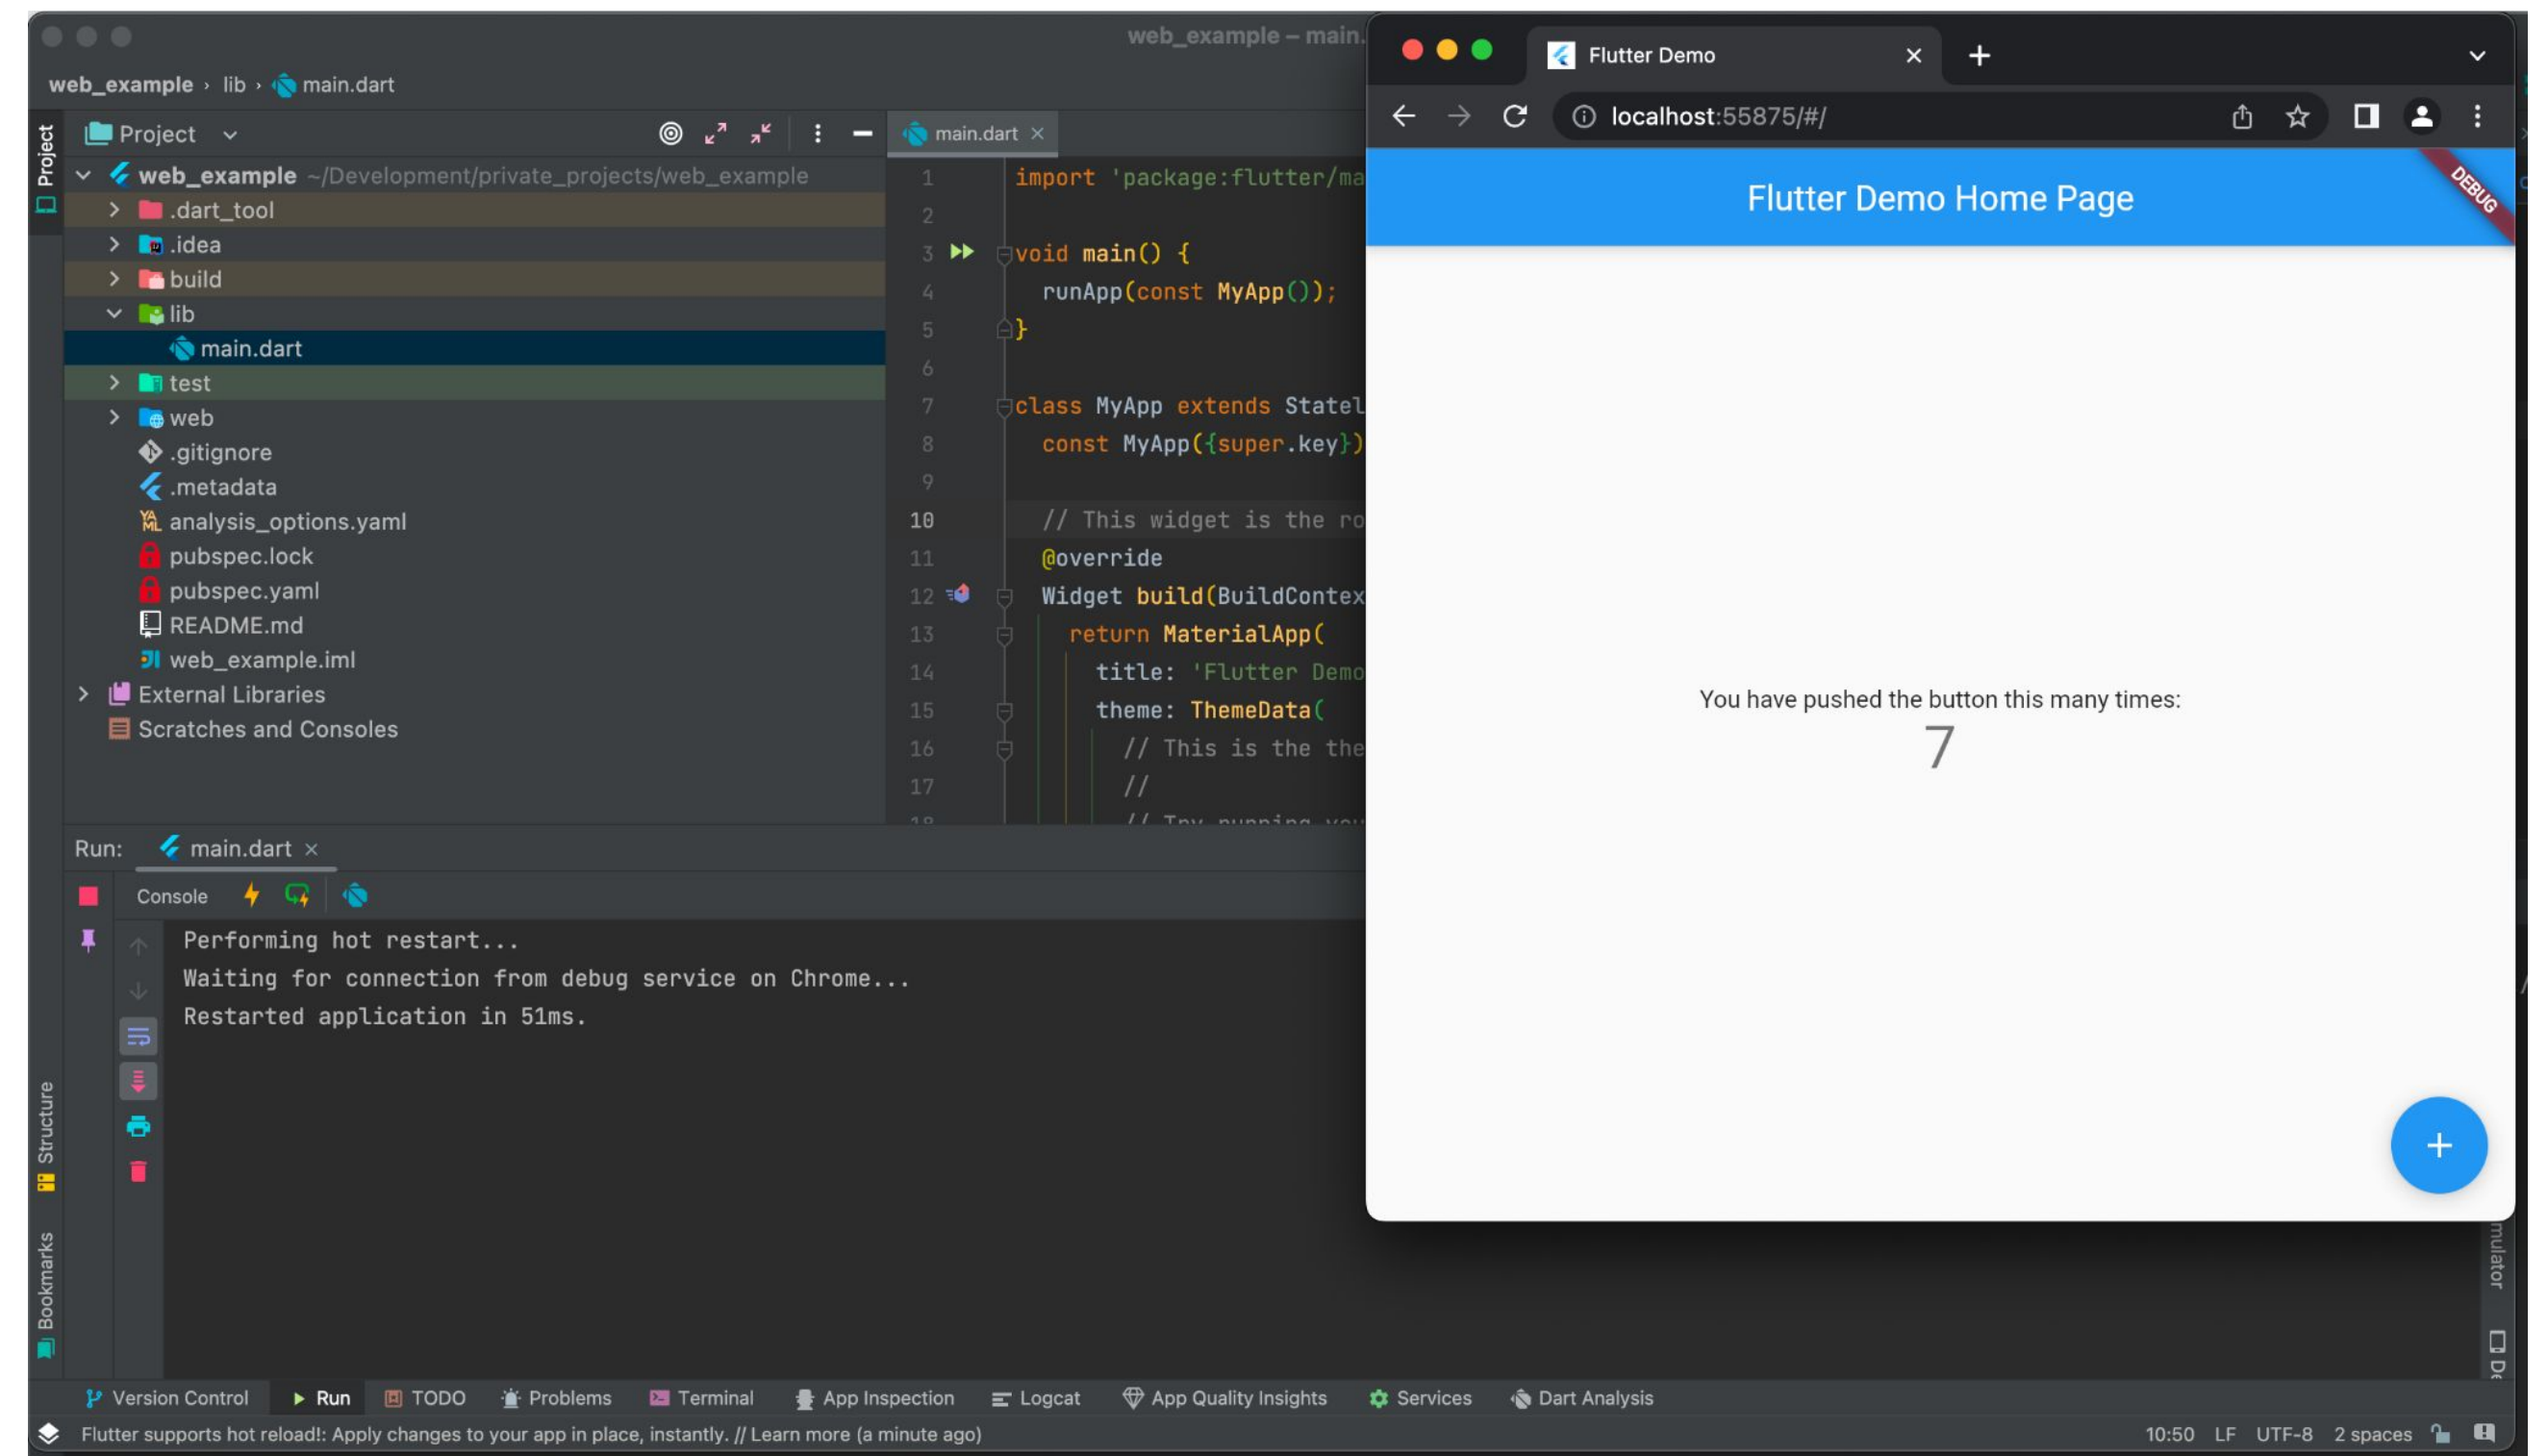 web_example – main.
web_example › lib › main.dart
Project
Project
web_example ~/Development/private_projects/web_example
.dart_tool
.idea
build
lib
main.dart
test
web
.gitignore
.metadata
analysis_options.yaml
pubspec.lock
pubspec.yaml
README.md
web_example.iml
External Libraries
Scratches and Consoles
main.dart
1 import 'package:flutter/ma
2
3 void main() {
4 runApp(const MyApp());
5 }
6
7 class MyApp extends Statel
8 const MyApp({super.key})
9
10 // This widget is the ro
11 @override
12 Widget build(BuildContex
13 return MaterialApp(
14 title: 'Flutter Demo
15 theme: ThemeData(
16 // This is the the
17 //
18 // Try running you
Flutter Demo
localhost:55875/#/
Flutter Demo Home Page
DEBUG
You have pushed the button this many times:
7
+
Run: main.dart
Console
Performing hot restart...
Waiting for connection from debug service on Chrome...
Restarted application in 51ms.
Structure
Bookmarks
mulator
De
Version Control Run TODO Problems Terminal App Inspection Logcat App Quality Insights Services Dart Analysis
Flutter supports hot reload!: Apply changes to your app in place, instantly. // Learn more (a minute ago)
10:50 LF UTF-8 2 spaces